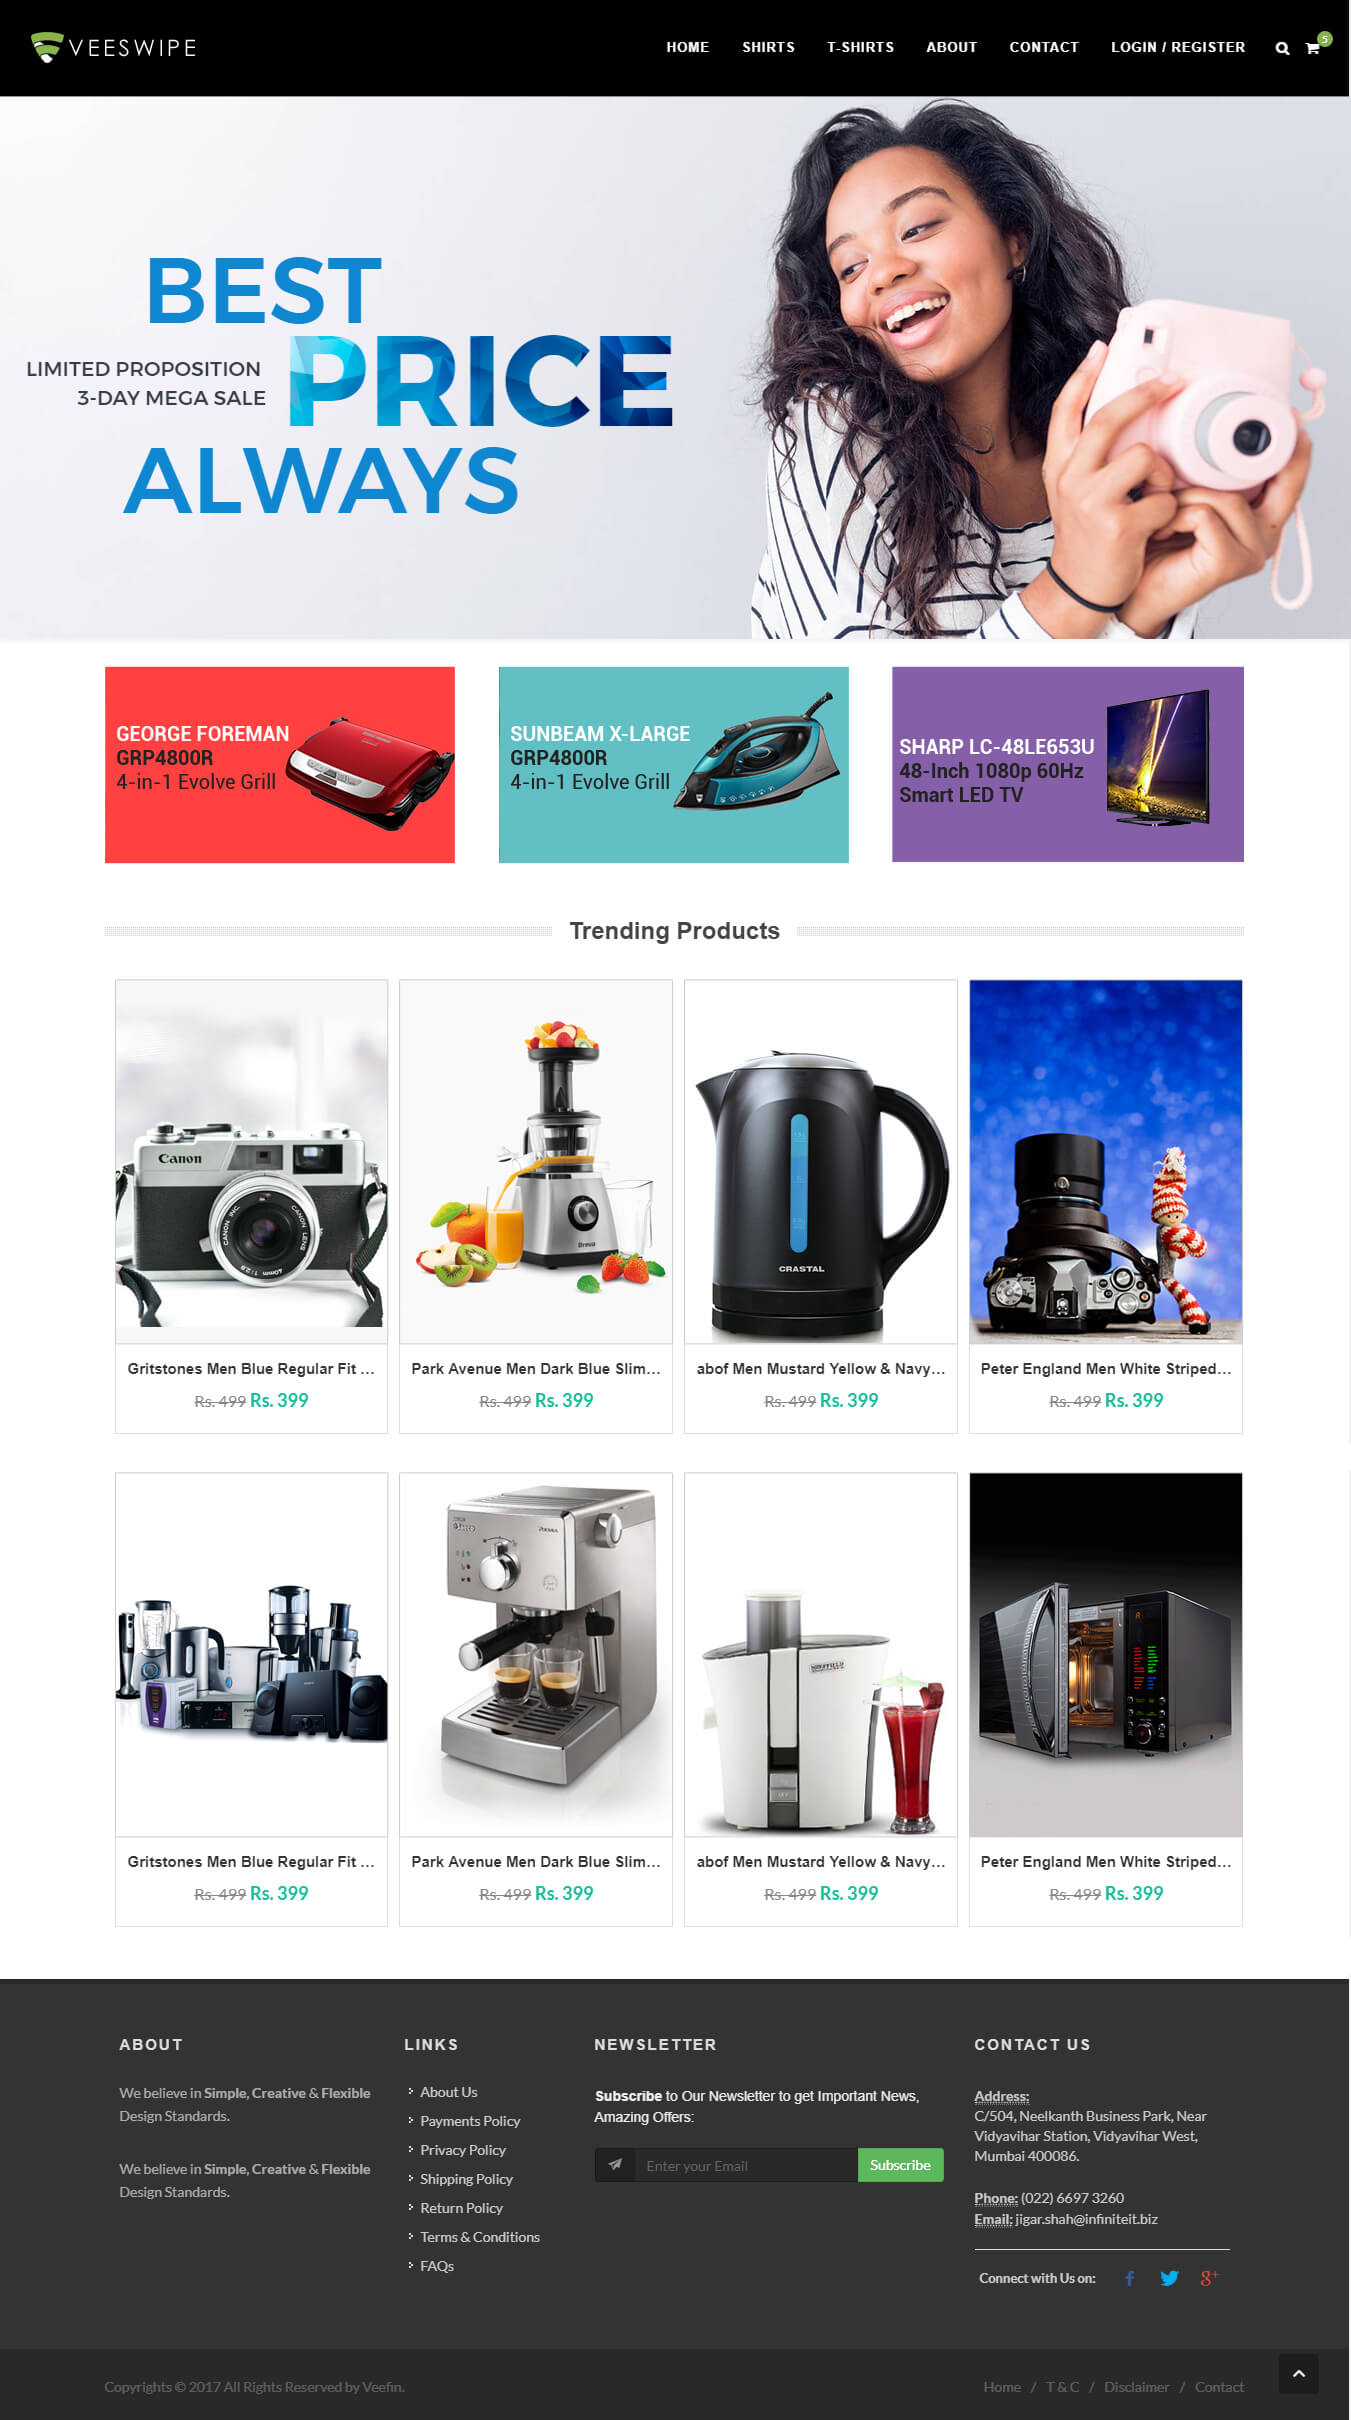 VEESWIPE
HOME SHIRTS T-SHIRTS ABOUT CONTACT LOGIN / REGISTER 5
BEST
LIMITED PROPOSITION
3-DAY MEGA SALE
PRICE
ALWAYS
GEORGE FOREMAN
GRP4800R
4-in-1 Evolve Grill
SUNBEAM X-LARGE
GRP4800R
4-in-1 Evolve Grill
SHARP LC-48LE653U
48-Inch 1080p 60Hz
Smart LED TV
Trending Products
Canon
CANON INC
CANON LENS
40mm 1:2.8
Breva
CRASTAL
Gritstones Men Blue Regular Fit ...
Rs. 499 Rs. 399
Park Avenue Men Dark Blue Slim...
Rs. 499 Rs. 399
abof Men Mustard Yellow & Navy...
Rs. 499 Rs. 399
Peter England Men White Striped...
Rs. 499 Rs. 399
Gritstones Men Blue Regular Fit ...
Rs. 499 Rs. 399
Park Avenue Men Dark Blue Slim...
Rs. 499 Rs. 399
abof Men Mustard Yellow & Navy...
Rs. 499 Rs. 399
Peter England Men White Striped...
Rs. 499 Rs. 399
ABOUT
We believe in Simple, Creative & Flexible
Design Standards.
We believe in Simple, Creative & Flexible
Design Standards.
LINKS
About Us
Payments Policy
Privacy Policy
Shipping Policy
Return Policy
Terms & Conditions
FAQs
NEWSLETTER
Subscribe to Our Newsletter to get Important News,
Amazing Offers:
Enter your Email
Subscribe
CONTACT US
Address:
C/504, Neelkanth Business Park, Near
Vidyavihar Station, Vidyavihar West,
Mumbai 400086.
Phone: (022) 6697 3260
Email: jigar.shah@infiniteit.biz
Connect with Us on: f g+
Copyrights © 2017 All Rights Reserved by Veefin.
Home / T & C / Disclaimer / Contact